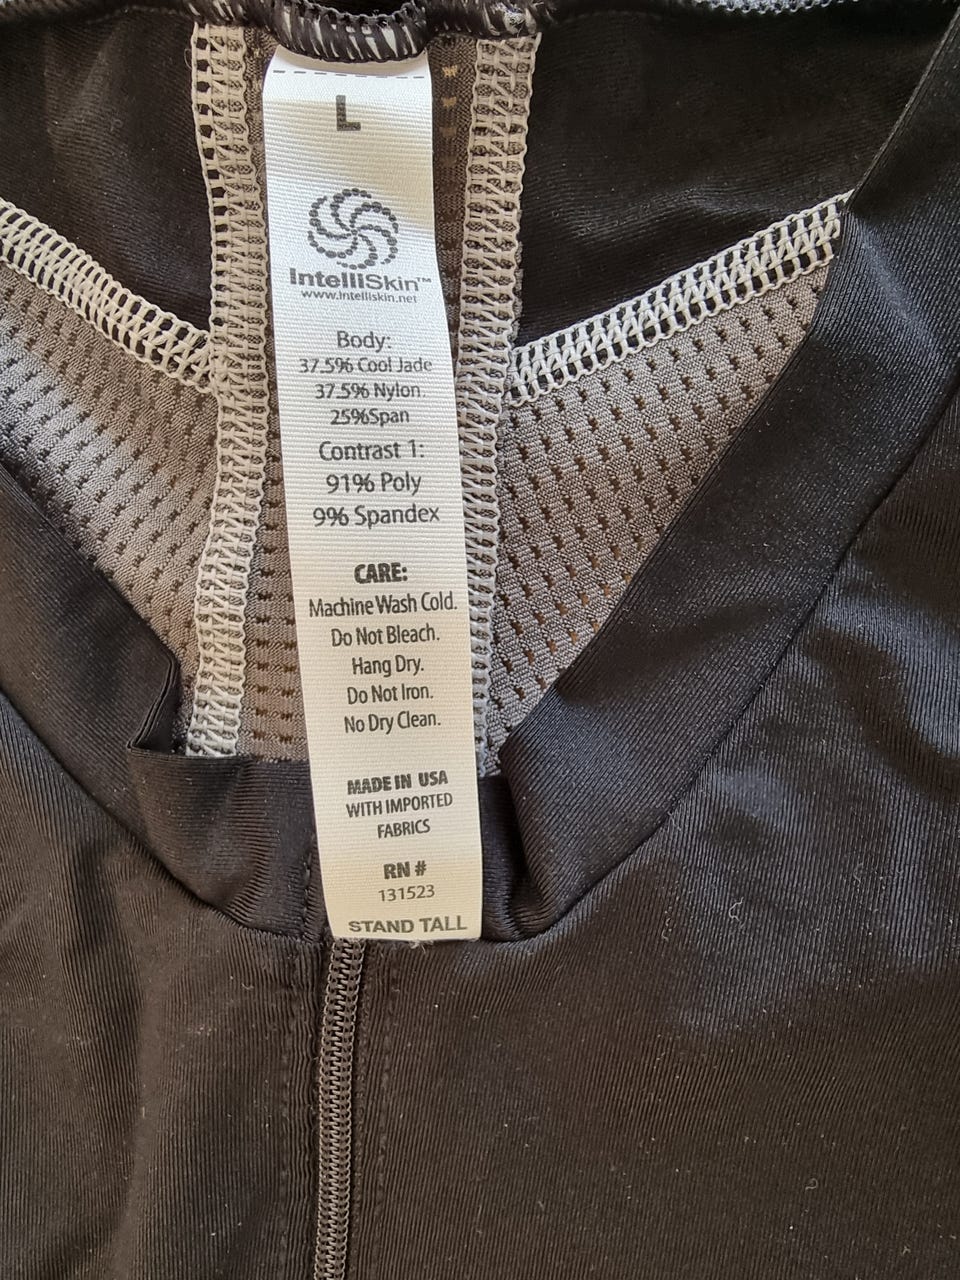 L
IntelliSkin™
www.intelliskin.net
Body:
37.5% Cool Jade
37.5% Nylon.
25%Span
Contrast 1:
91% Poly
9% Spandex
CARE:
Machine Wash Cold.
Do Not Bleach.
Hang Dry.
Do Not Iron.
No Dry Clean.
MADE IN USA
WITH IMPORTED
FABRICS
RN #
131523
STAND TALL